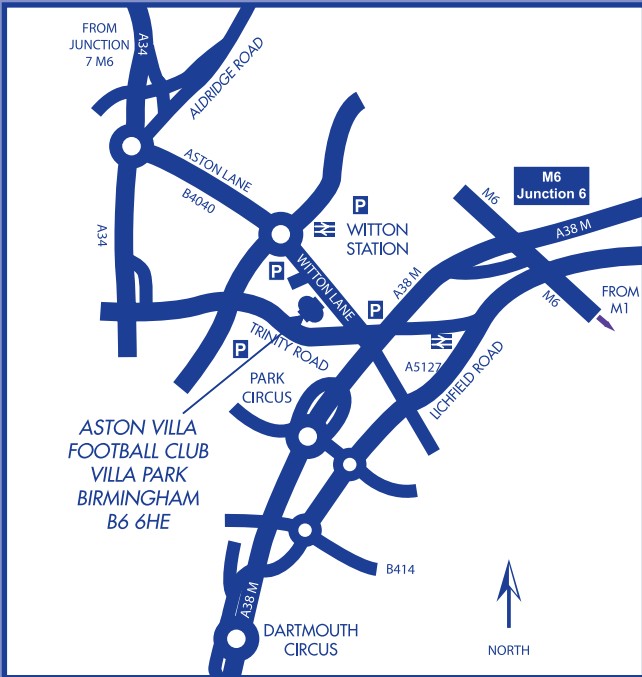 FROM
JUNCTION
7 M6
A34
ALDRIDGE ROAD
ASTON LANE
B4040
A34
P
WITTON
STATION
P
WITTON LANE
M6
Junction 6
M6
A38 M
A38 M
M6
FROM
M1
P
P
TRINITY ROAD
A5127
LICHFIELD ROAD
PARK
CIRCUS
ASTON VILLA
FOOTBALL CLUB
VILLA PARK
BIRMINGHAM
B6 6HE
B414
A38 M
DARTMOUTH
CIRCUS
NORTH